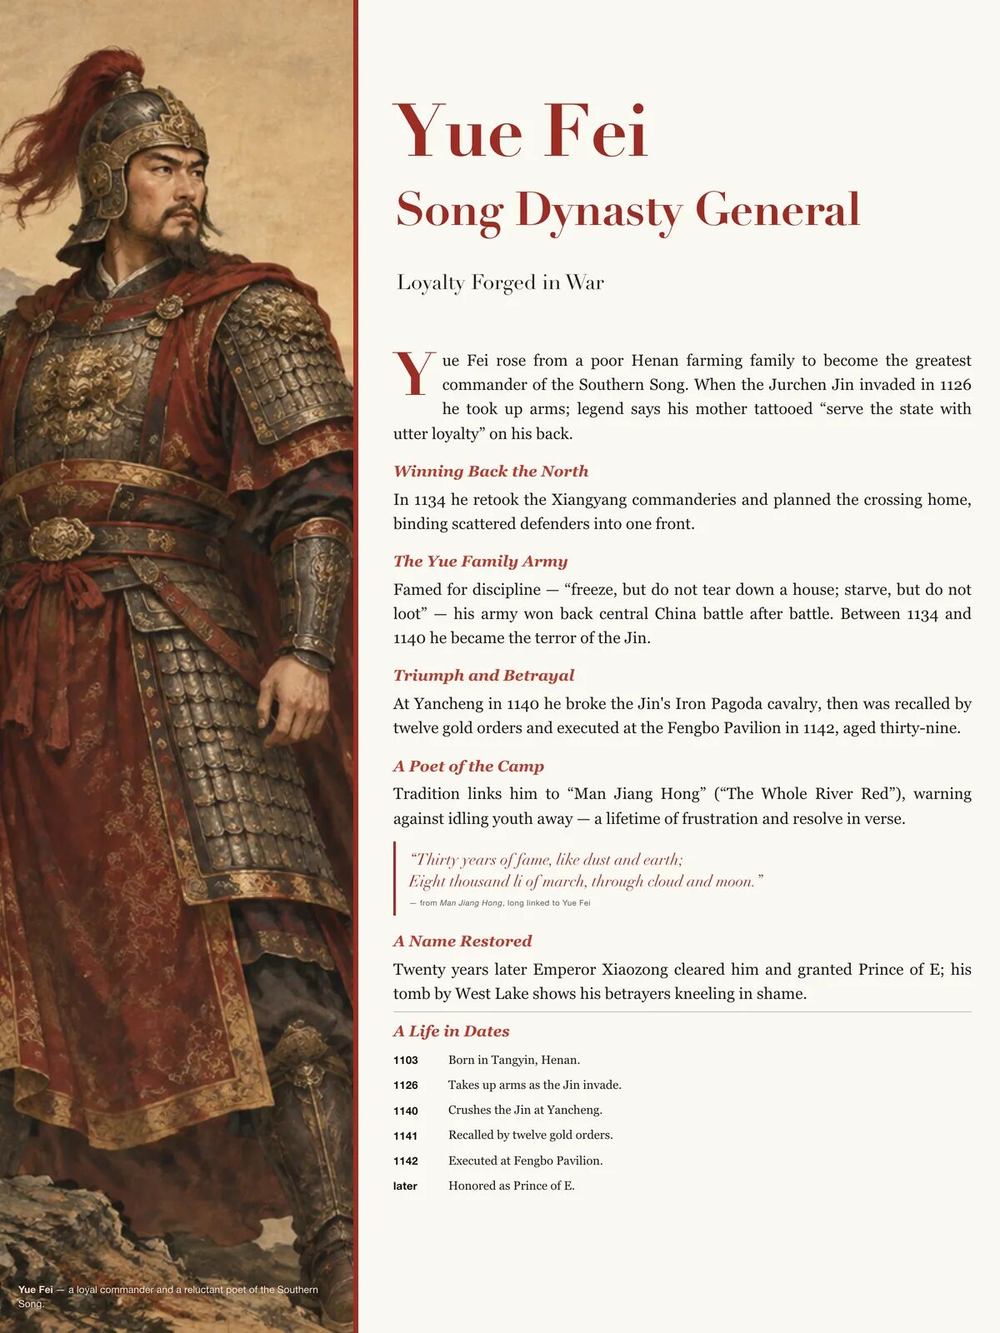 Yue Fei
Song Dynasty General
Loyalty Forged in War
Yue Fei rose from a poor Henan farming family to become the greatest
commander of the Southern Song. When the Jurchen Jin invaded in 1126
he took up arms; legend says his mother tattooed “serve the state with
utter loyalty” on his back.
Winning Back the North
In 1134 he retook the Xiangyang commanderies and planned the crossing home,
binding scattered defenders into one front.
The Yue Family Army
Famed for discipline — “freeze, but do not tear down a house; starve, but do not
loot” — his army won back central China battle after battle. Between 1134 and
1140 he became the terror of the Jin.
Triumph and Betrayal
At Yancheng in 1140 he broke the Jin's Iron Pagoda cavalry, then was recalled by
twelve gold orders and executed at the Fengbo Pavilion in 1142, aged thirty-nine.
A Poet of the Camp
Tradition links him to “Man Jiang Hong” (“The Whole River Red”), warning
against idling youth away — a lifetime of frustration and resolve in verse.
“Thirty years of fame, like dust and earth;
Eight thousand li of march, through cloud and moon.”
— from Man Jiang Hong, long linked to Yue Fei
A Name Restored
Twenty years later Emperor Xiaozong cleared him and granted Prince of E; his
tomb by West Lake shows his betrayers kneeling in shame.
A Life in Dates
1103 Born in Tangyin, Henan.
1126 Takes up arms as the Jin invade.
1140 Crushes the Jin at Yancheng.
1141 Recalled by twelve gold orders.
1142 Executed at Fengbo Pavilion.
later Honored as Prince of E.
Yue Fei — a loyal commander and a reluctant poet of the Southern
Song.